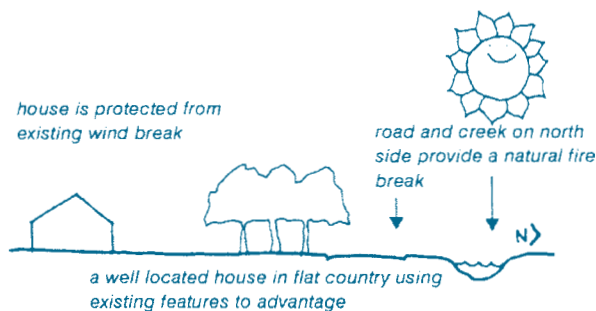 house is protected from
existing wind break
road and creek on north
side provide a natural fire
break
N
a well located house in flat country using
existing features to advantage